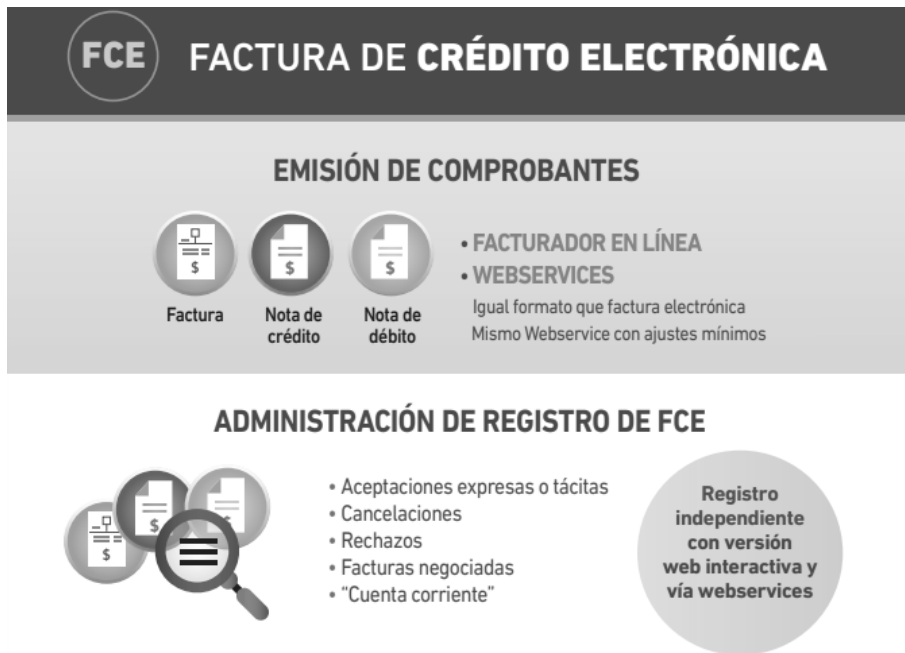 FCE
FACTURA DE CRÉDITO ELECTRÓNICA
EMISIÓN DE COMPROBANTES
$
$
$
Factura
Nota de
crédito
Nota de
débito
• FACTURADOR EN LÍNEA
• WEBSERVICES
Igual formato que factura electrónica
Mismo Webservice con ajustes mínimos
ADMINISTRACIÓN DE REGISTRO DE FCE
$
$
$
• Aceptaciones expresas o tácitas
• Cancelaciones
• Rechazos
• Facturas negociadas
• “Cuenta corriente”
Registro
independiente
con versión
web interactiva y
vía webservices